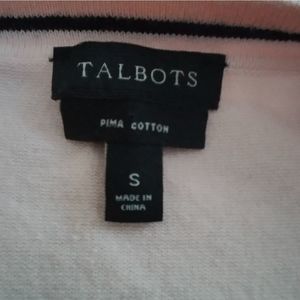 TALBOTS
PIMA COTTON
S
MADE IN
CHINA